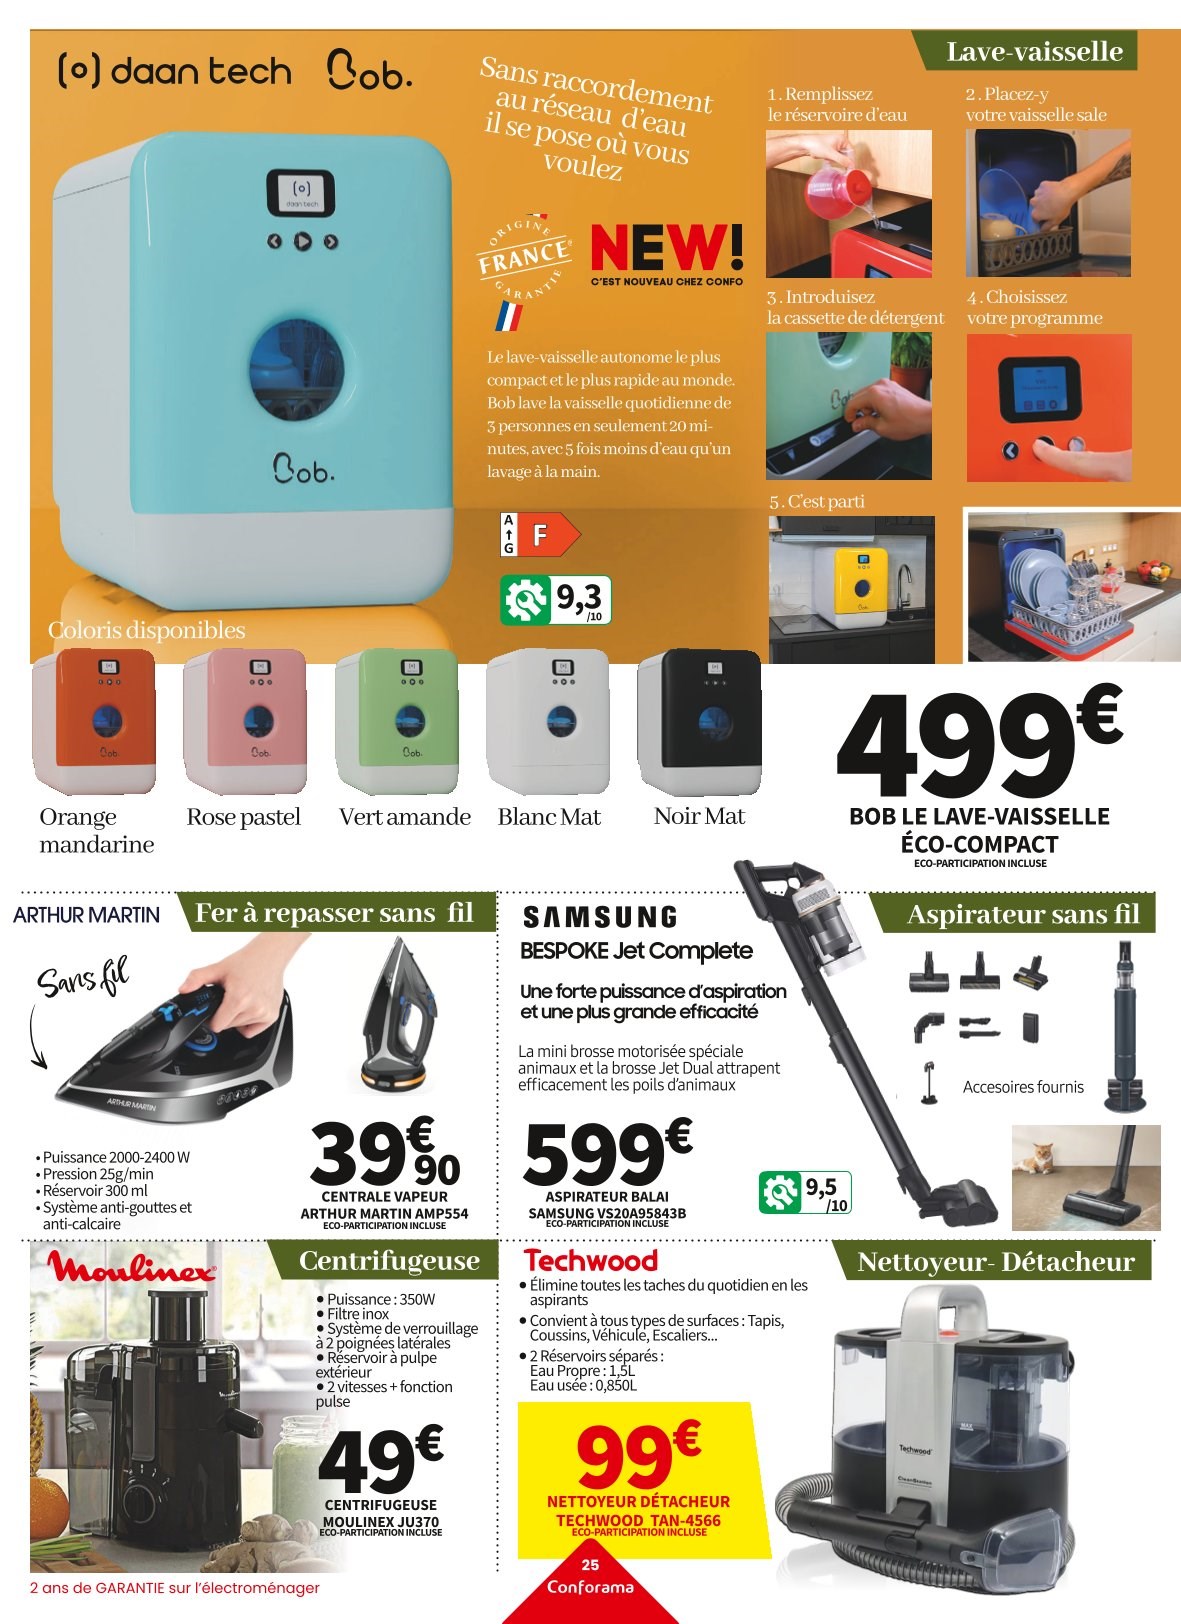 daan tech Bob.
Sans raccordement
au réseau d'eau
il se pose où vous
voulez
Lave-vaisselle
1. Remplissez
le réservoire d'eau
2. Placez-y
votre vaisselle sale
daan tech
ORIGINE
FRANCE
GARANTIE
NEW!
C'EST NOUVEAU CHEZ CONFO
3. Introduisez
la cassette de détergent
4. Choisissez
votre programme
Le lave-vaisselle autonome le plus
compact et le plus rapide au monde.
Bob lave la vaisselle quotidienne de
3 personnes en seulement 20 mi-
nutes, avec 5 fois moins d'eau qu'un
lavage à la main.
Bob.
5. C'est parti
A
G
F
9,3
/10
Coloris disponibles
Bob.
Bob.
Bob.
Orange
mandarine
Rose pastel
Vert amande
Blanc Mat
Noir Mat
499€
BOB LE LAVE-VAISSELLE
ÉCO-COMPACT
ECO-PARTICIPATION INCLUSE
ARTHUR MARTIN
Fer à repasser sans fil
Sans fil
ARTHUR MARTIN
• Puissance 2000-2400 W
• Pression 25g/min
• Réservoir 300 ml
• Système anti-gouttes et
anti-calcaire
39€90
CENTRALE VAPEUR
ARTHUR MARTIN AMP554
ECO-PARTICIPATION INCLUSE
SAMSUNG
BESPOKE Jet Complete
Une forte puissance d'aspiration
et une plus grande efficacité
La mini brosse motorisée spéciale
animaux et la brosse Jet Dual attrapent
efficacement les poils d'animaux
599€
ASPIRATEUR BALAI
SAMSUNG VS20A95843B
ECO-PARTICIPATION INCLUSE
Aspirateur sans fil
Accesoires fournis
9,5
/10
Moulinex
Centrifugeuse
• Puissance : 350W
• Filtre inox
• Système de verrouillage
à 2 poignées latérales
• Réservoir à pulpe
extérieur
• 2 vitesses + fonction
pulse
49€
CENTRIFUGEUSE
MOULINEX JU370
ECO-PARTICIPATION INCLUSE
Techwood
Nettoyeur- Détacheur
• Élimine toutes les taches du quotidien en les
aspirants
• Convient à tous types de surfaces : Tapis,
Coussins, Véhicule, Escaliers...
• 2 Réservoirs séparés :
Eau Propre : 1,5L
Eau usée : 0,850L
99€
NETTOYEUR DÉTACHEUR
TECHWOOD TAN-4566
ECO-PARTICIPATION INCLUSE
Techwood
2 ans de GARANTIE sur l'électroménager
25
Conforama